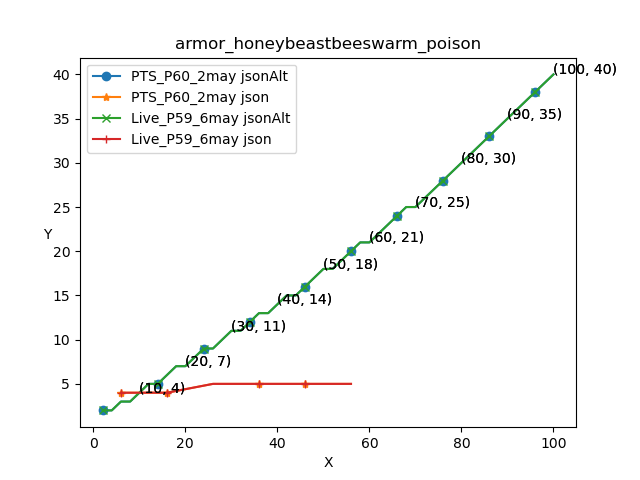 armor_honeybeastbeeswarm_poison
PTS_P60_2may jsonAlt
PTS_P60_2may json
Live_P59_6may jsonAlt
Live_P59_6may json
(100, 40)
(90, 35)
(80, 30)
(70, 25)
(60, 21)
(50, 18)
(40, 14)
(30, 11)
(20, 7)
(10, 4)
40
35
30
25
20
15
10
5
Y
0 20 40 60 80 100
X